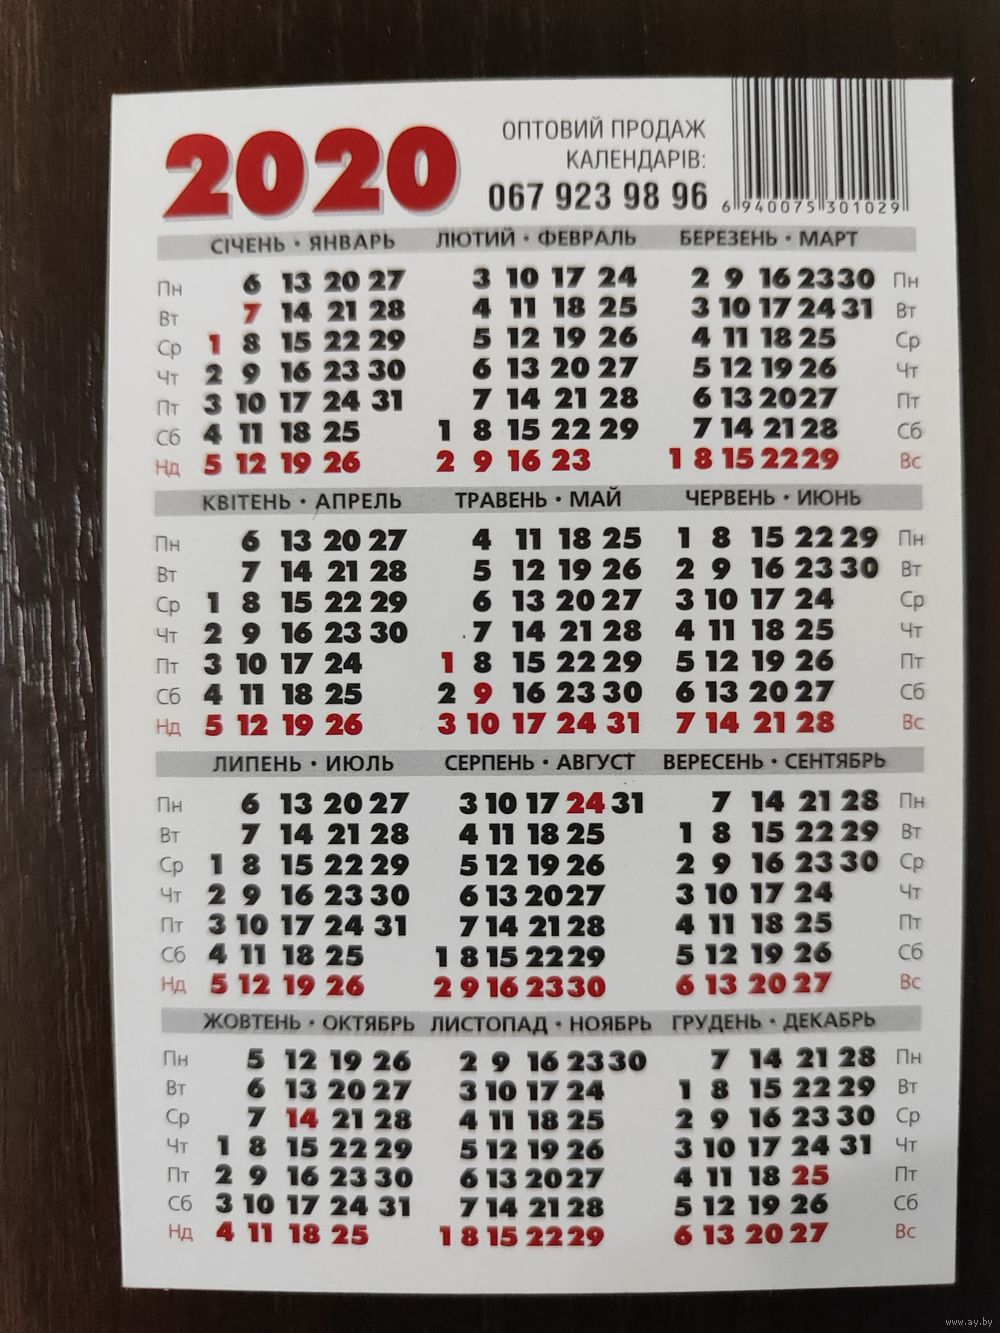 2020
ОПТОВИЙ ПРОДАЖ
КАЛЕНДАРІВ:
067 923 98 96
6 940075 301029
СІЧЕНЬ · ЯНВАРЬ ЛЮТИЙ · ФЕВРАЛЬ БЕРЕЗЕНЬ · МАРТ
Пн 6 13 20 27 3 10 17 24 2 9 16 23 30 Пн
Вт 7 14 21 28 4 11 18 25 3 10 17 24 31 Вт
Ср 1 8 15 22 29 5 12 19 26 4 11 18 25 Ср
Чт 2 9 16 23 30 6 13 20 27 5 12 19 26 Чт
Пт 3 10 17 24 31 7 14 21 28 6 13 20 27 Пт
Сб 4 11 18 25 1 8 15 22 29 7 14 21 28 Сб
Нд 5 12 19 26 2 9 16 23 1 8 15 22 29 Вс
КВІТЕНЬ · АПРЕЛЬ ТРАВЕНЬ · МАЙ ЧЕРВЕНЬ · ИЮНЬ
Пн 6 13 20 27 4 11 18 25 1 8 15 22 29 Пн
Вт 7 14 21 28 5 12 19 26 2 9 16 23 30 Вт
Ср 1 8 15 22 29 6 13 20 27 3 10 17 24 Ср
Чт 2 9 16 23 30 7 14 21 28 4 11 18 25 Чт
Пт 3 10 17 24 1 8 15 22 29 5 12 19 26 Пт
Сб 4 11 18 25 2 9 16 23 30 6 13 20 27 Сб
Нд 5 12 19 26 3 10 17 24 31 7 14 21 28 Вс
ЛИПЕНЬ · ИЮЛЬ СЕРПЕНЬ · АВГУСТ ВЕРЕСЕНЬ · СЕНТЯБРЬ
Пн 6 13 20 27 3 10 17 24 31 7 14 21 28 Пн
Вт 7 14 21 28 4 11 18 25 1 8 15 22 29 Вт
Ср 1 8 15 22 29 5 12 19 26 2 9 16 23 30 Ср
Чт 2 9 16 23 30 6 13 20 27 3 10 17 24 Чт
Пт 3 10 17 24 31 7 14 21 28 4 11 18 25 Пт
Сб 4 11 18 25 1 8 15 22 29 5 12 19 26 Сб
Нд 5 12 19 26 2 9 16 23 30 6 13 20 27 Вс
ЖОВТЕНЬ · ОКТЯБРЬ ЛИСТОПАД · НОЯБРЬ ГРУДЕНЬ · ДЕКАБРЬ
Пн 5 12 19 26 2 9 16 23 30 7 14 21 28 Пн
Вт 6 13 20 27 3 10 17 24 1 8 15 22 29 Вт
Ср 7 14 21 28 4 11 18 25 2 9 16 23 30 Ср
Чт 1 8 15 22 29 5 12 19 26 3 10 17 24 31 Чт
Пт 2 9 16 23 30 6 13 20 27 4 11 18 25 Пт
Сб 3 10 17 24 31 7 14 21 28 5 12 19 26 Сб
Нд 4 11 18 25 1 8 15 22 29 6 13 20 27 Вс
www.ay.by